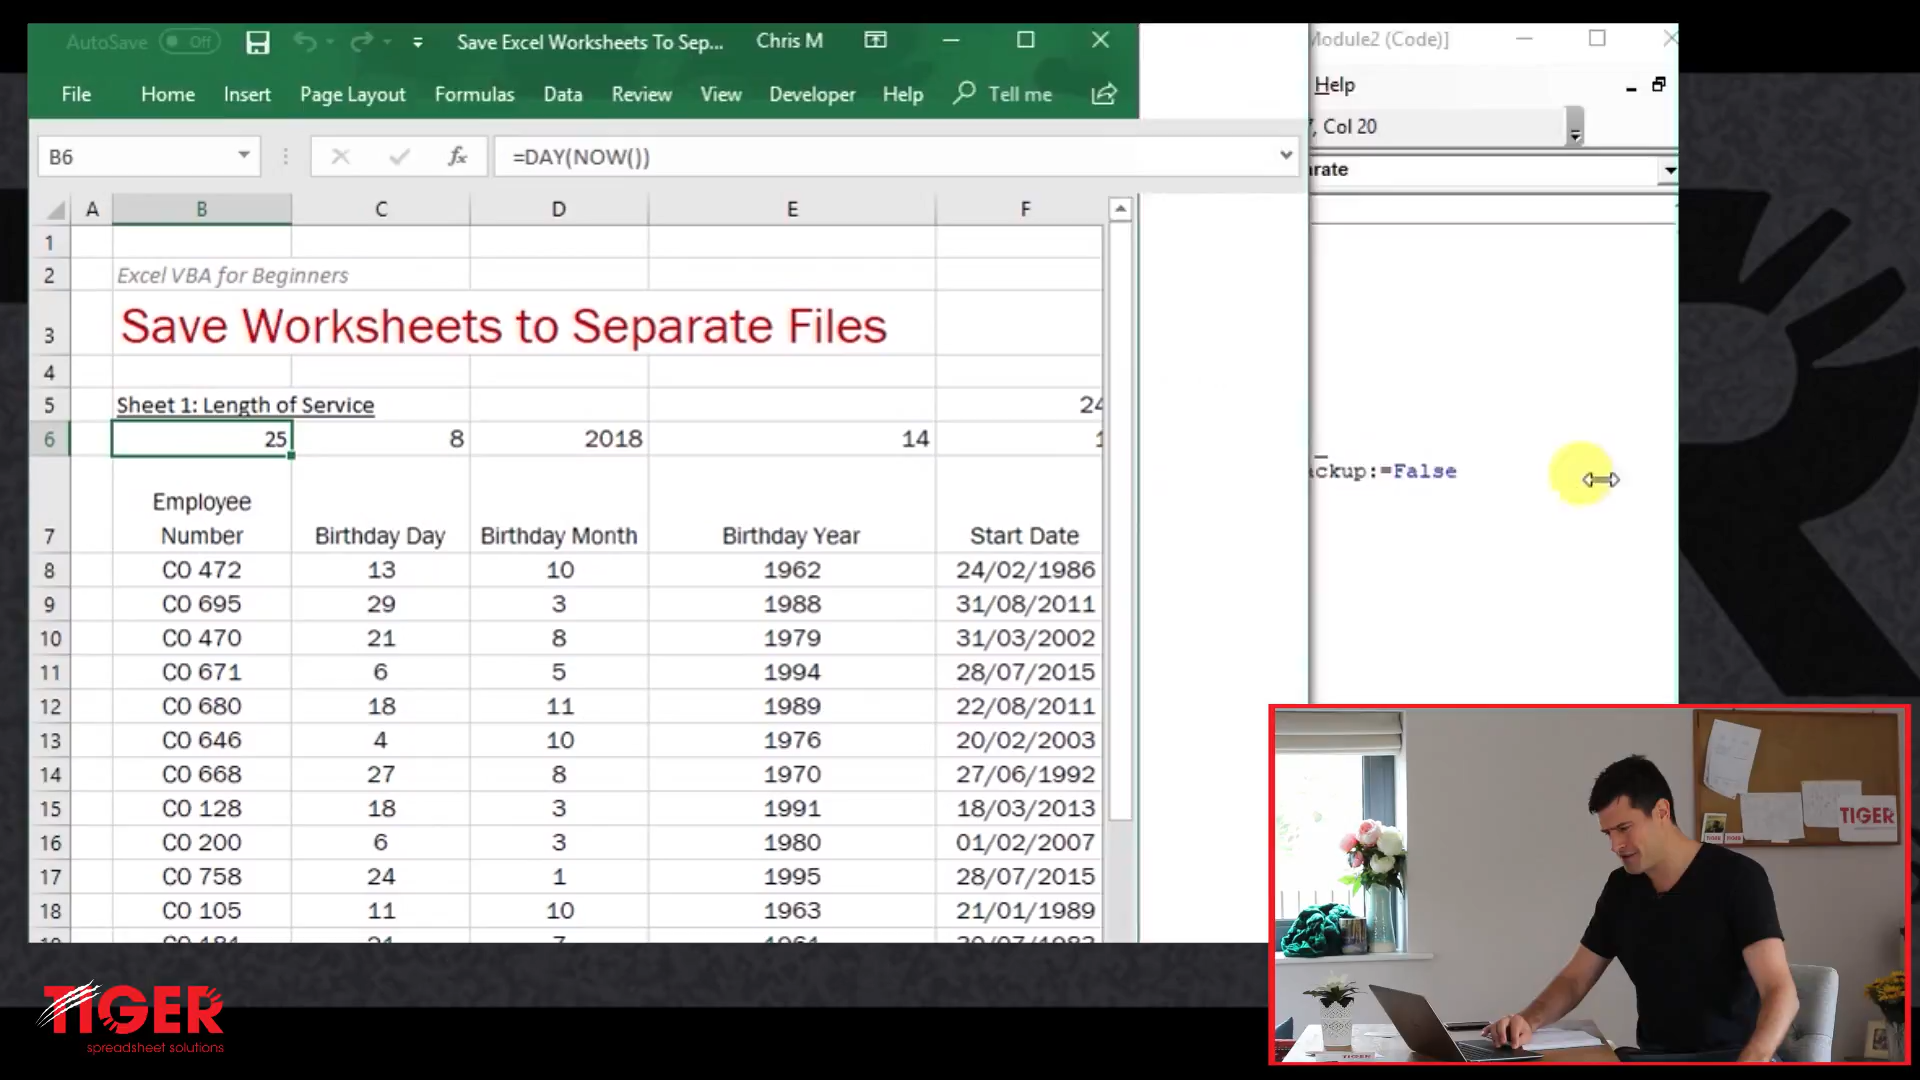 AutoSave Off Save Excel Worksheets To Sep... Chris M
Module2 (Code)]
File Home Insert Page Layout Formulas Data Review View Developer Help Tell me
Help
, Col 20
B6 fx =DAY(NOW())
A B C D E F
1
2 Excel VBA for Beginners
3 Save Worksheets to Separate Files
4
5 Sheet 1: Length of Service 24
6 25 8 2018 14 1
ackup:=False
7 Employee Number Birthday Day Birthday Month Birthday Year Start Date
8 CO 472 13 10 1962 24/02/1986
9 CO 695 29 3 1988 31/08/2011
10 CO 470 21 8 1979 31/03/2002
11 CO 671 6 5 1994 28/07/2015
12 CO 680 18 11 1989 22/08/2011
13 CO 646 4 10 1976 20/02/2003
14 CO 668 27 8 1970 27/06/1992
15 CO 128 18 3 1991 18/03/2013
16 CO 200 6 3 1980 01/02/2007
17 CO 758 24 1 1995 28/07/2015
18 CO 105 11 10 1963 21/01/1989
TIGER
TIGER
spreadsheet solutions